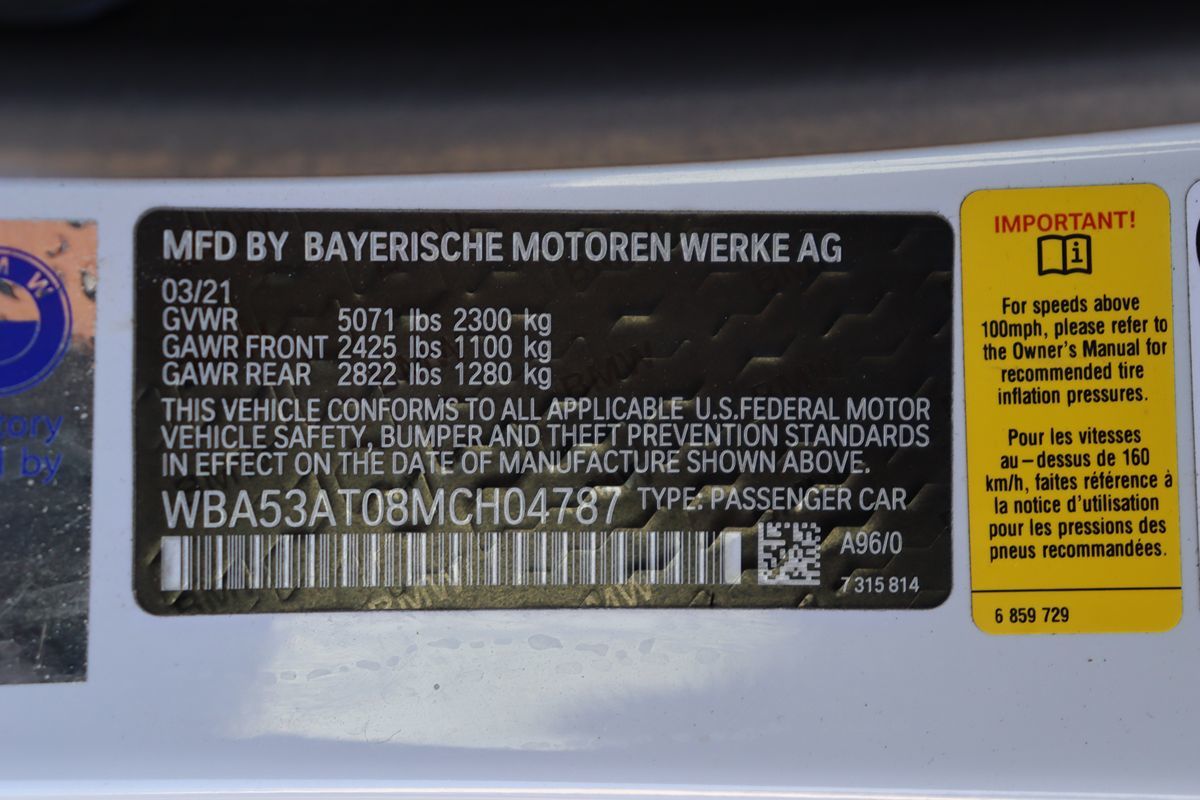 MFD BY BAYERISCHE MOTOREN WERKE AG
03/21
GVWR 5071 lbs 2300 kg
GAWR FRONT 2425 lbs 1100 kg
GAWR REAR 2822 lbs 1280 kg
THIS VEHICLE CONFORMS TO ALL APPLICABLE U.S.FEDERAL MOTOR
VEHICLE SAFETY, BUMPER AND THEFT PREVENTION STANDARDS
IN EFFECT ON THE DATE OF MANUFACTURE SHOWN ABOVE.
WBA53AT08MCH04787 TYPE: PASSENGER CAR
A96/0
7 315 814
IMPORTANT!
i
For speeds above
100mph, please refer to
the Owner's Manual for
recommended tire
inflation pressures.
Pour les vitesses
au-dessus de 160
km/h, faites référence à
la notice d'utilisation
pour les pressions des
pneus recommandées.
6 859 729
M W
tory
by
BMW
BMW
BMW